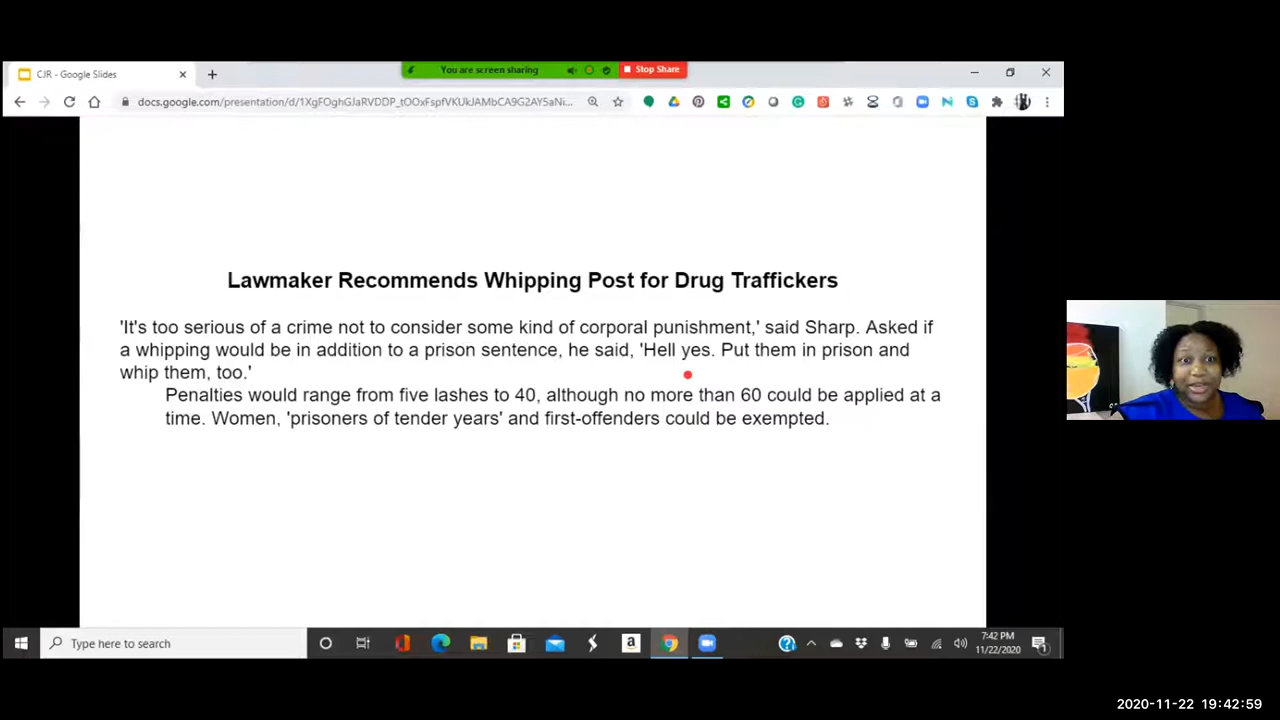 CJR - Google Slides
You are screen sharing
Stop Share
docs.google.com/presentation/d/
Lawmaker Recommends Whipping Post for Drug Traffickers
'It's too serious of a crime not to consider some kind of corporal punishment,' said Sharp. Asked if
a whipping would be in addition to a prison sentence, he said, 'Hell yes. Put them in prison and
whip them, too.'
Penalties would range from five lashes to 40, although no more than 60 could be applied at a
time. Women, 'prisoners of tender years' and first-offenders could be exempted.
Type here to search
7:42 PM
11/22/2020
2020-11-22 19:42:59